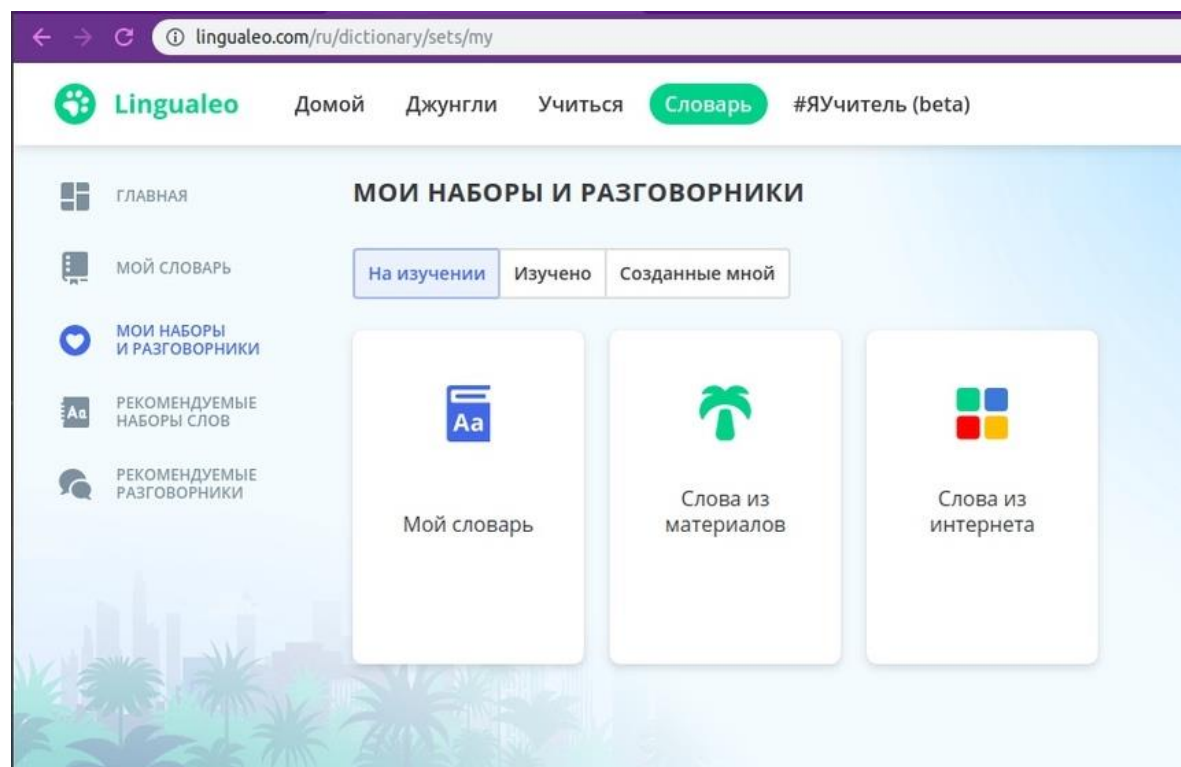 lingualeo.com/ru/dictionary/sets/my
Lingualeo Домой Джунгли Учиться Словарь #ЯУчитель (beta)
ГЛАВНАЯ
МОЙ СЛОВАРЬ
МОИ НАБОРЫ
И РАЗГОВОРНИКИ
Aa
РЕКОМЕНДУЕМЫЕ
НАБОРЫ СЛОВ
РЕКОМЕНДУЕМЫЕ
РАЗГОВОРНИКИ
МОИ НАБОРЫ И РАЗГОВОРНИКИ
На изучении Изучено Созданные мной
Aa
Мой словарь
Слова из
материалов
Слова из
интернета